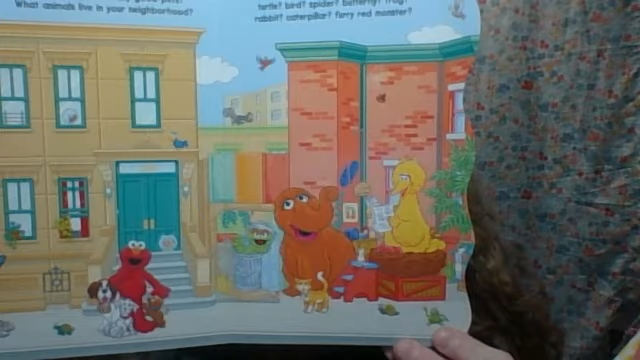 What animals live in your neighborhood?
turtle? bird? spider? butterfly? frog?
rabbit? caterpillar? furry red monster?